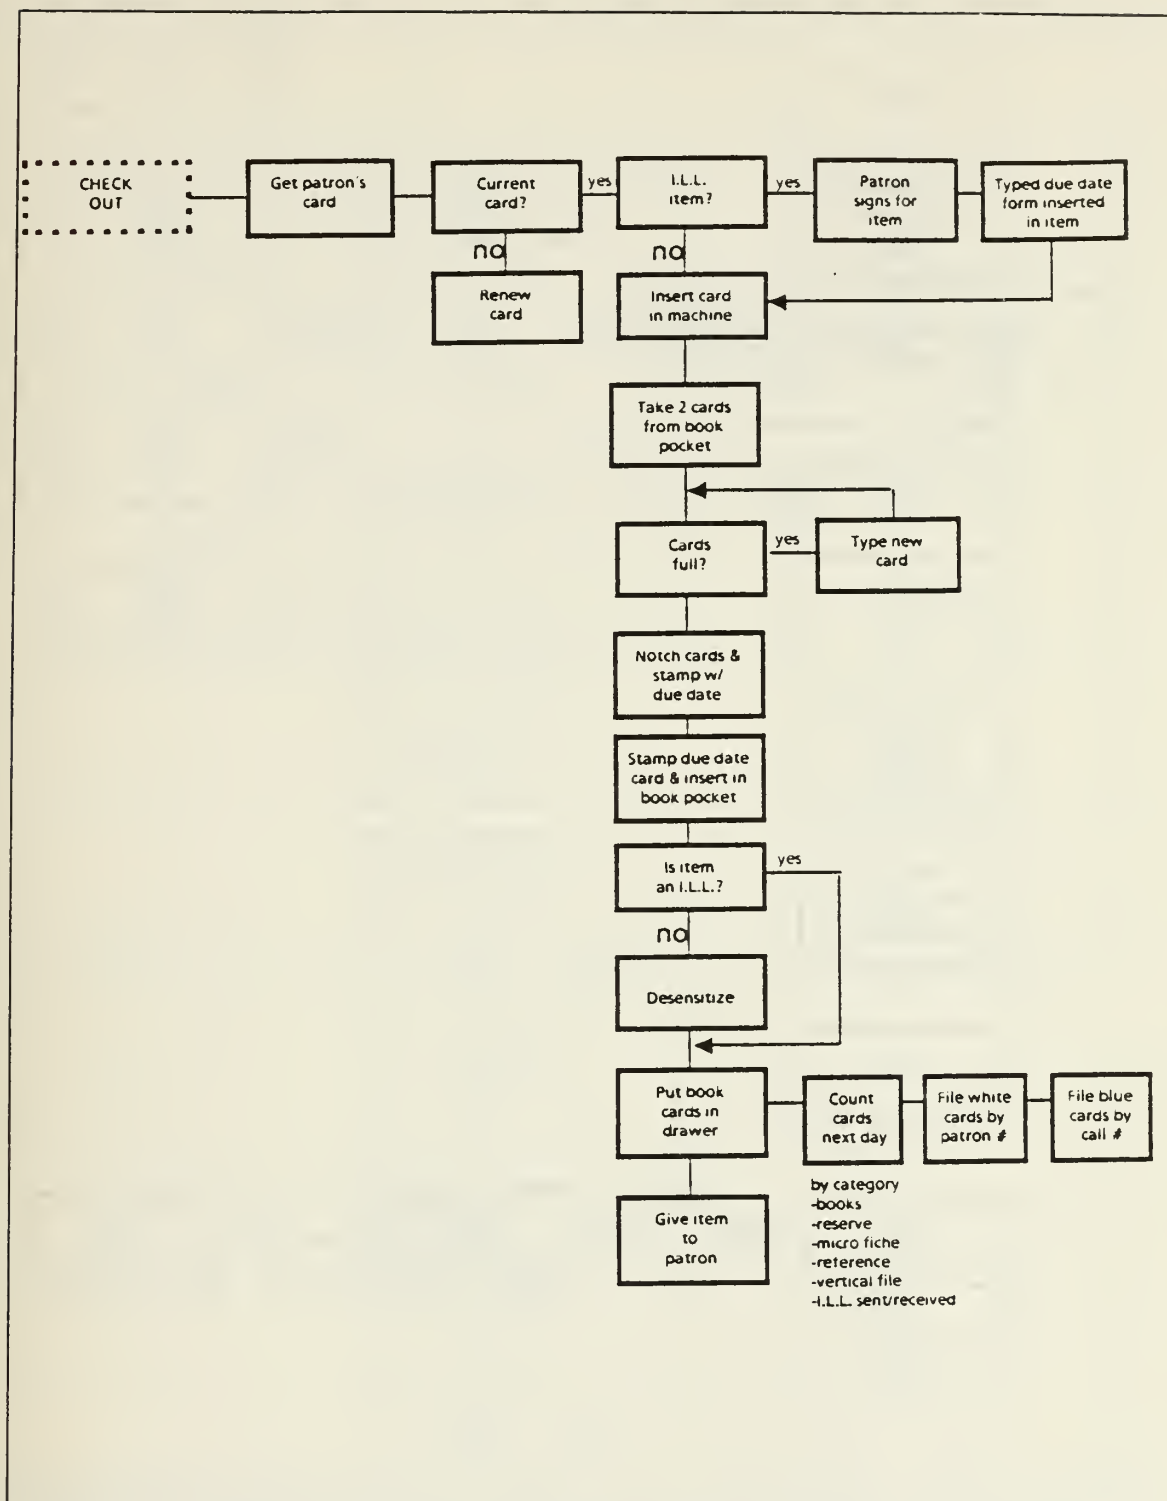 CHECK
OUT
Get patron's
card
Current
card?
yes
I.L.L.
item?
yes
Patron
signs for
item
Typed due date
form inserted
in item
no
no
Renew
card
Insert card
in machine
Take 2 cards
from book
pocket
Cards
full?
yes
Type new
card
Notch cards &
stamp w/
due date
Stamp due date
card & insert in
book pocket
Is item
an I.L.L.?
yes
no
Desensitize
Put book
cards in
drawer
Count
cards
next day
File white
cards by
patron #
File blue
cards by
call #
by category
-books
-reserve
-micro fiche
-reference
-vertical file
-I.L.L. sent/received
Give item
to
patron